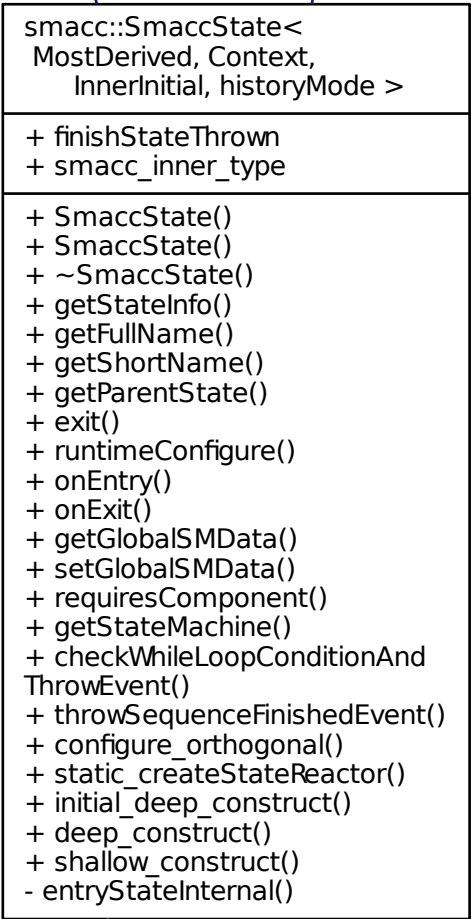 smacc::SmaccState<
MostDerived, Context,
InnerInitial, historyMode >
+ finishStateThrown
+ smacc_inner_type
+ SmaccState()
+ SmaccState()
+ ~SmaccState()
+ getStateInfo()
+ getFullName()
+ getShortName()
+ getParentState()
+ exit()
+ runtimeConfigure()
+ onEntry()
+ onExit()
+ getGlobalSMData()
+ setGlobalSMData()
+ requiresComponent()
+ getStateMachine()
+ checkWhileLoopConditionAnd
ThrowEvent()
+ throwSequenceFinishedEvent()
+ configure_orthogonal()
+ static_createStateReactor()
+ initial_deep_construct()
+ deep_construct()
+ shallow_construct()
- entryStateInternal()